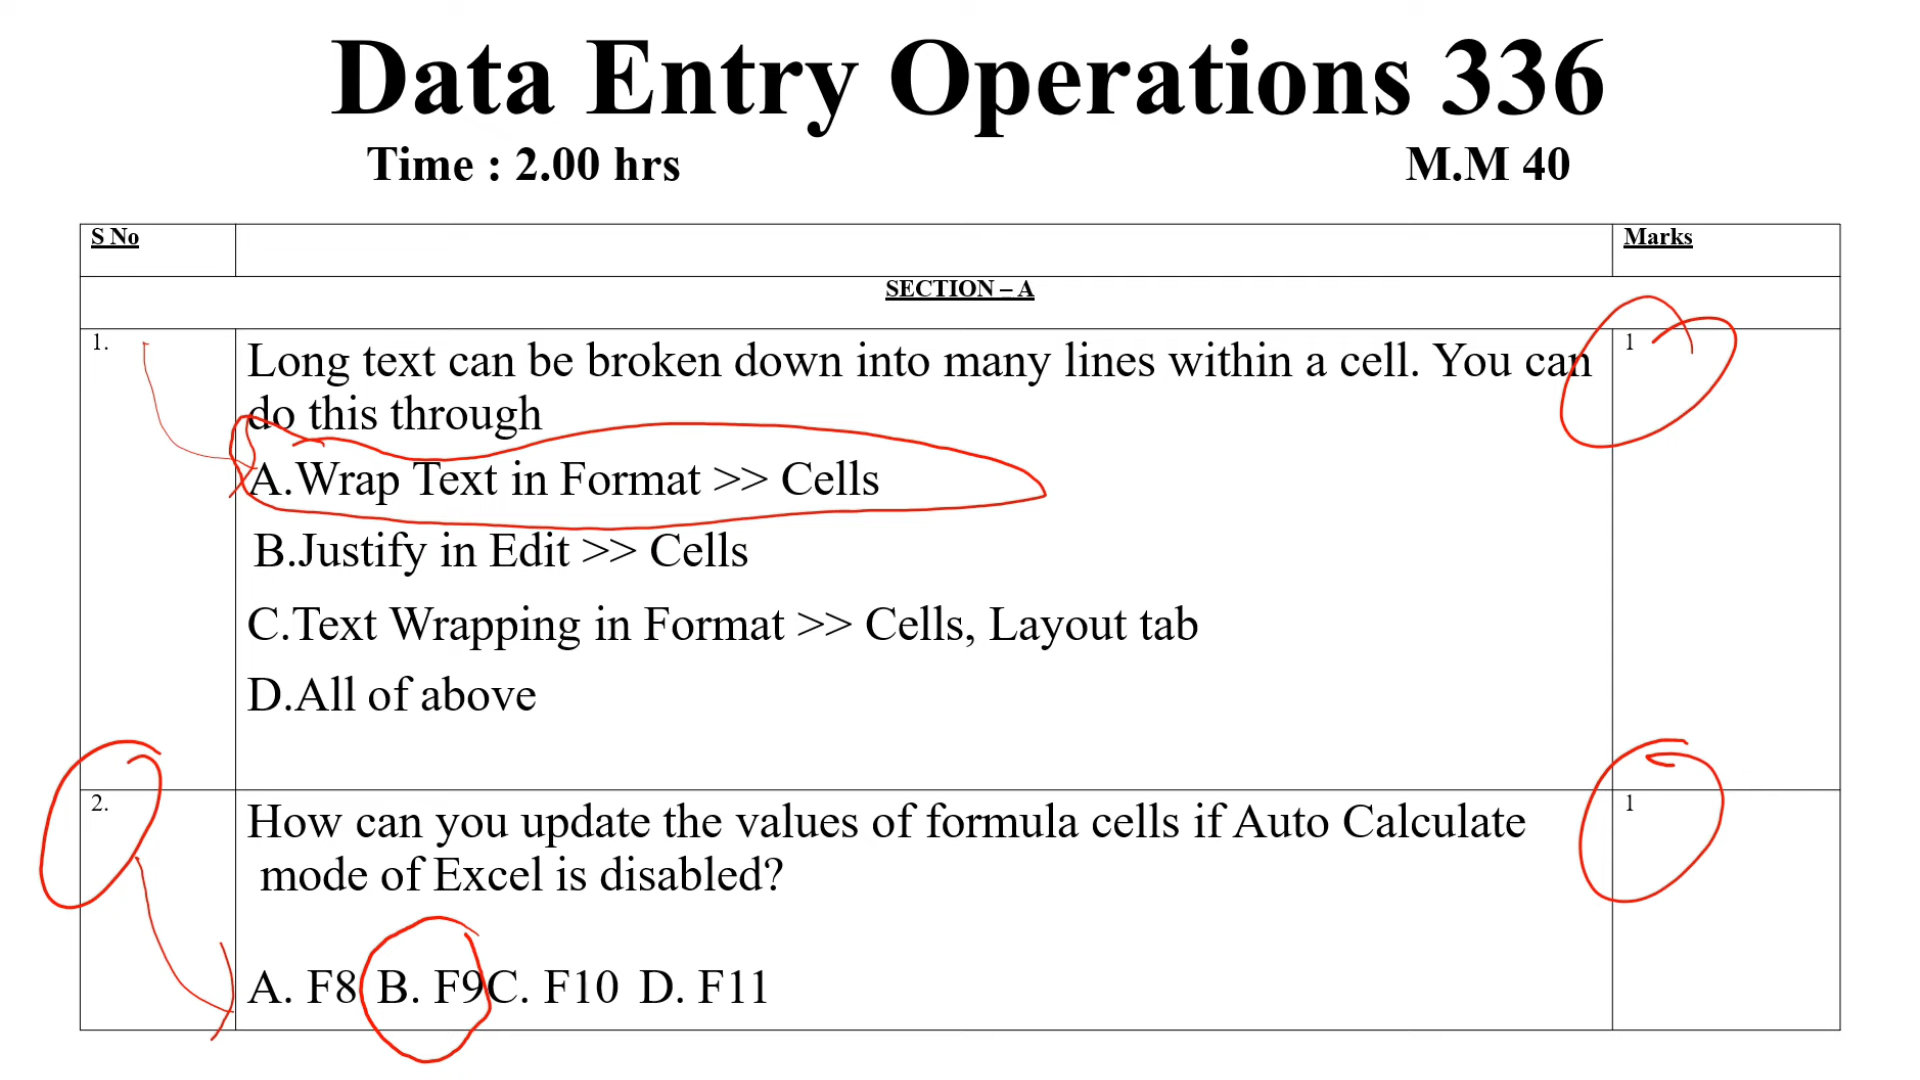 Data Entry Operations 336
Time : 2.00 hrs M.M 40
S No Marks
SECTION – A
1. Long text can be broken down into many lines within a cell. You can 1
do this through
A.Wrap Text in Format >> Cells
B.Justify in Edit >> Cells
C.Text Wrapping in Format >> Cells, Layout tab
D.All of above
2. How can you update the values of formula cells if Auto Calculate 1
mode of Excel is disabled?
A. F8 B. F9 C. F10 D. F11